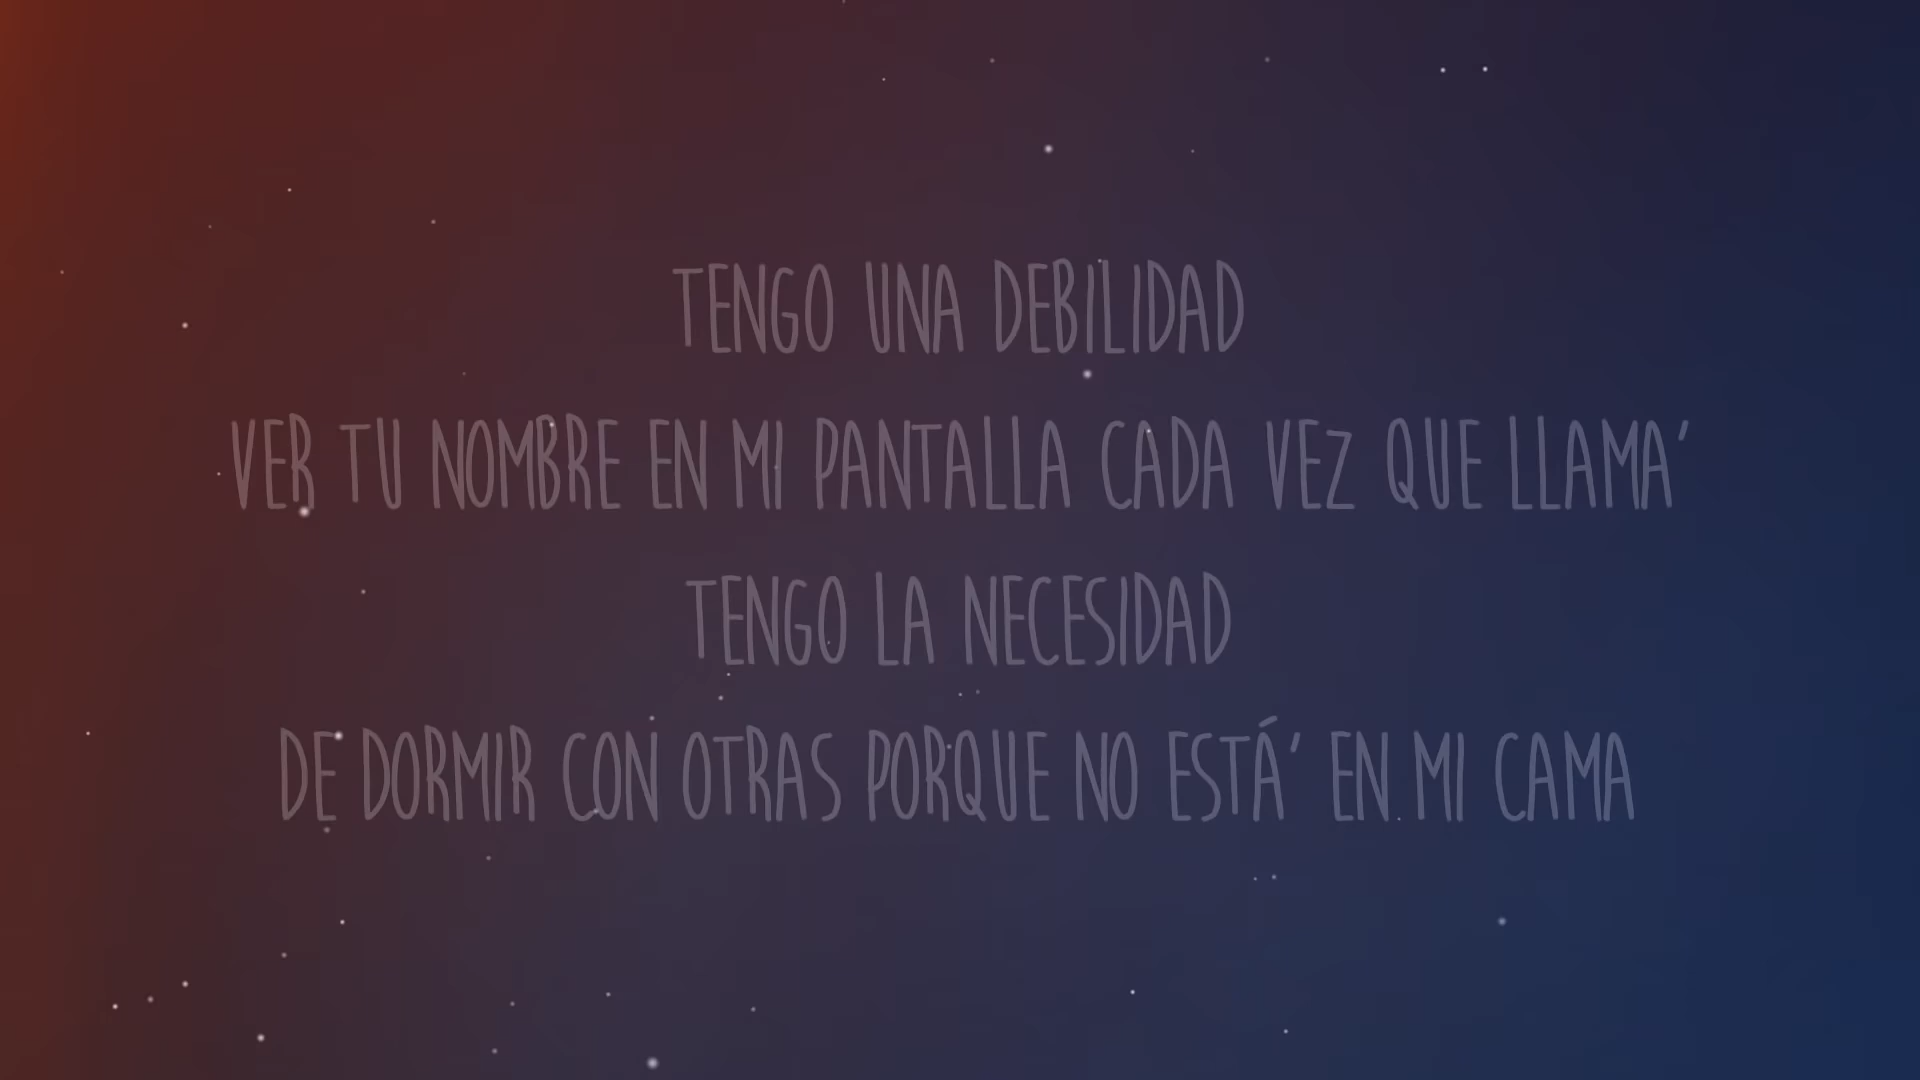 TENGO UNA DEBILIDAD
VER TU NOMBRE EN MI PANTALLA CADA VEZ QUE LLAMA'
TENGO LA NECESIDAD
DE DORMIR CON OTRAS PORQUE NO ESTÁ' EN MI CAMA